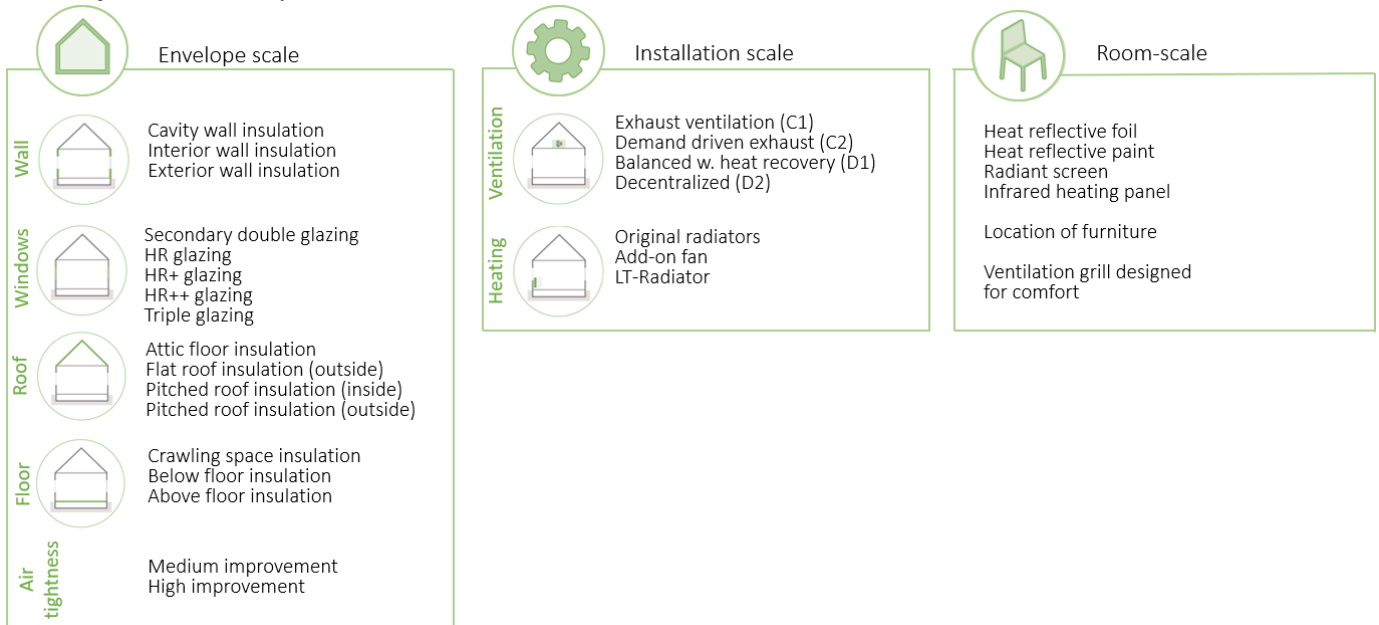 Envelope scale
Wall
Cavity wall insulation
Interior wall insulation
Exterior wall insulation
Windows
Secondary double glazing
HR glazing
HR+ glazing
HR++ glazing
Triple glazing
Roof
Attic floor insulation
Flat roof insulation (outside)
Pitched roof insulation (inside)
Pitched roof insulation (outside)
Floor
Crawling space insulation
Below floor insulation
Above floor insulation
Air
tightness
Medium improvement
High improvement
Installation scale
Ventilation
Exhaust ventilation (C1)
Demand driven exhaust (C2)
Balanced w. heat recovery (D1)
Decentralized (D2)
Heating
Original radiators
Add-on fan
LT-Radiator
Room-scale
Heat reflective foil
Heat reflective paint
Radiant screen
Infrared heating panel
Location of furniture
Ventilation grill designed
for comfort